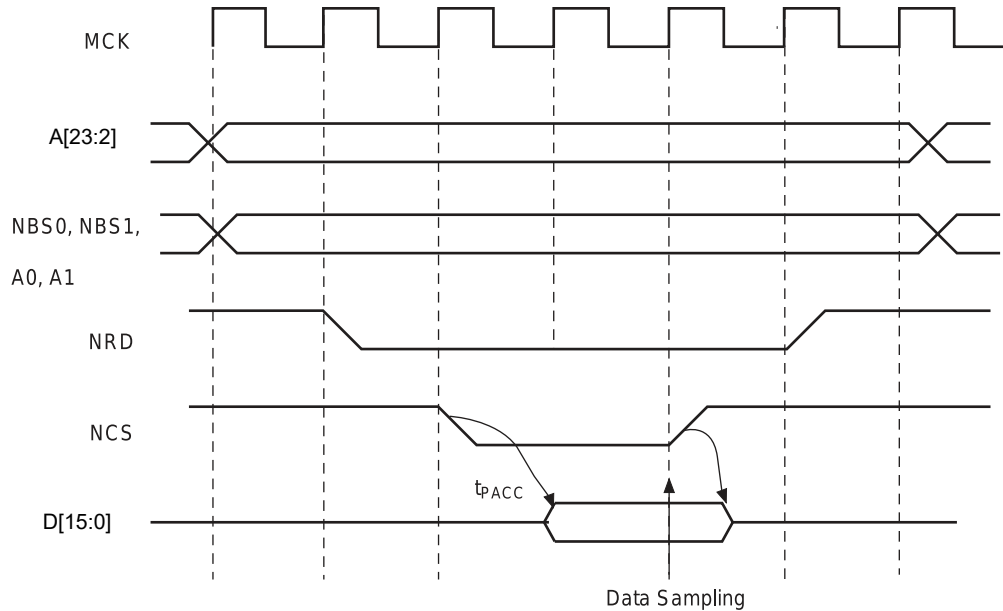 MCK
A[23:2]
NBS0, NBS1,
A0, A1
NRD
NCS
tPACC
D[15:0]
Data Sampling